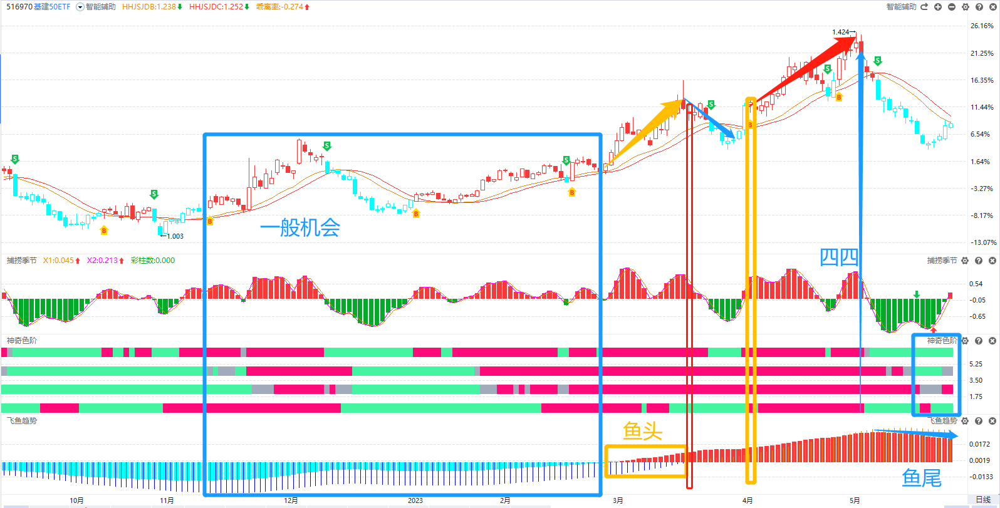 516970基建50ETF 智能辅助 HHJSJDB:1.238 HHJSJDC:1.252 乖离率:-0.274 智能辅助
26.16%
1.424
21.25%
S
S
16.35%
B
S
11.44%
B
6.54%
S
S
S
1.64%
B
-3.27%
S
B
B
-8.17%
一般机会
B
1.003
-13.07%
四四
捕捞季节 X1:0.045 X2:0.213 彩柱数:0.000 捕捞季节
0.54
-0.05
-0.65
神奇色阶 神奇色阶
5.25
3.50
1.75
飞鱼趋势 飞鱼趋势
鱼头
0.0172
0.0019
鱼尾
-0.0133
10月 11月 12月 2023 2月 3月 4月 5月 日线